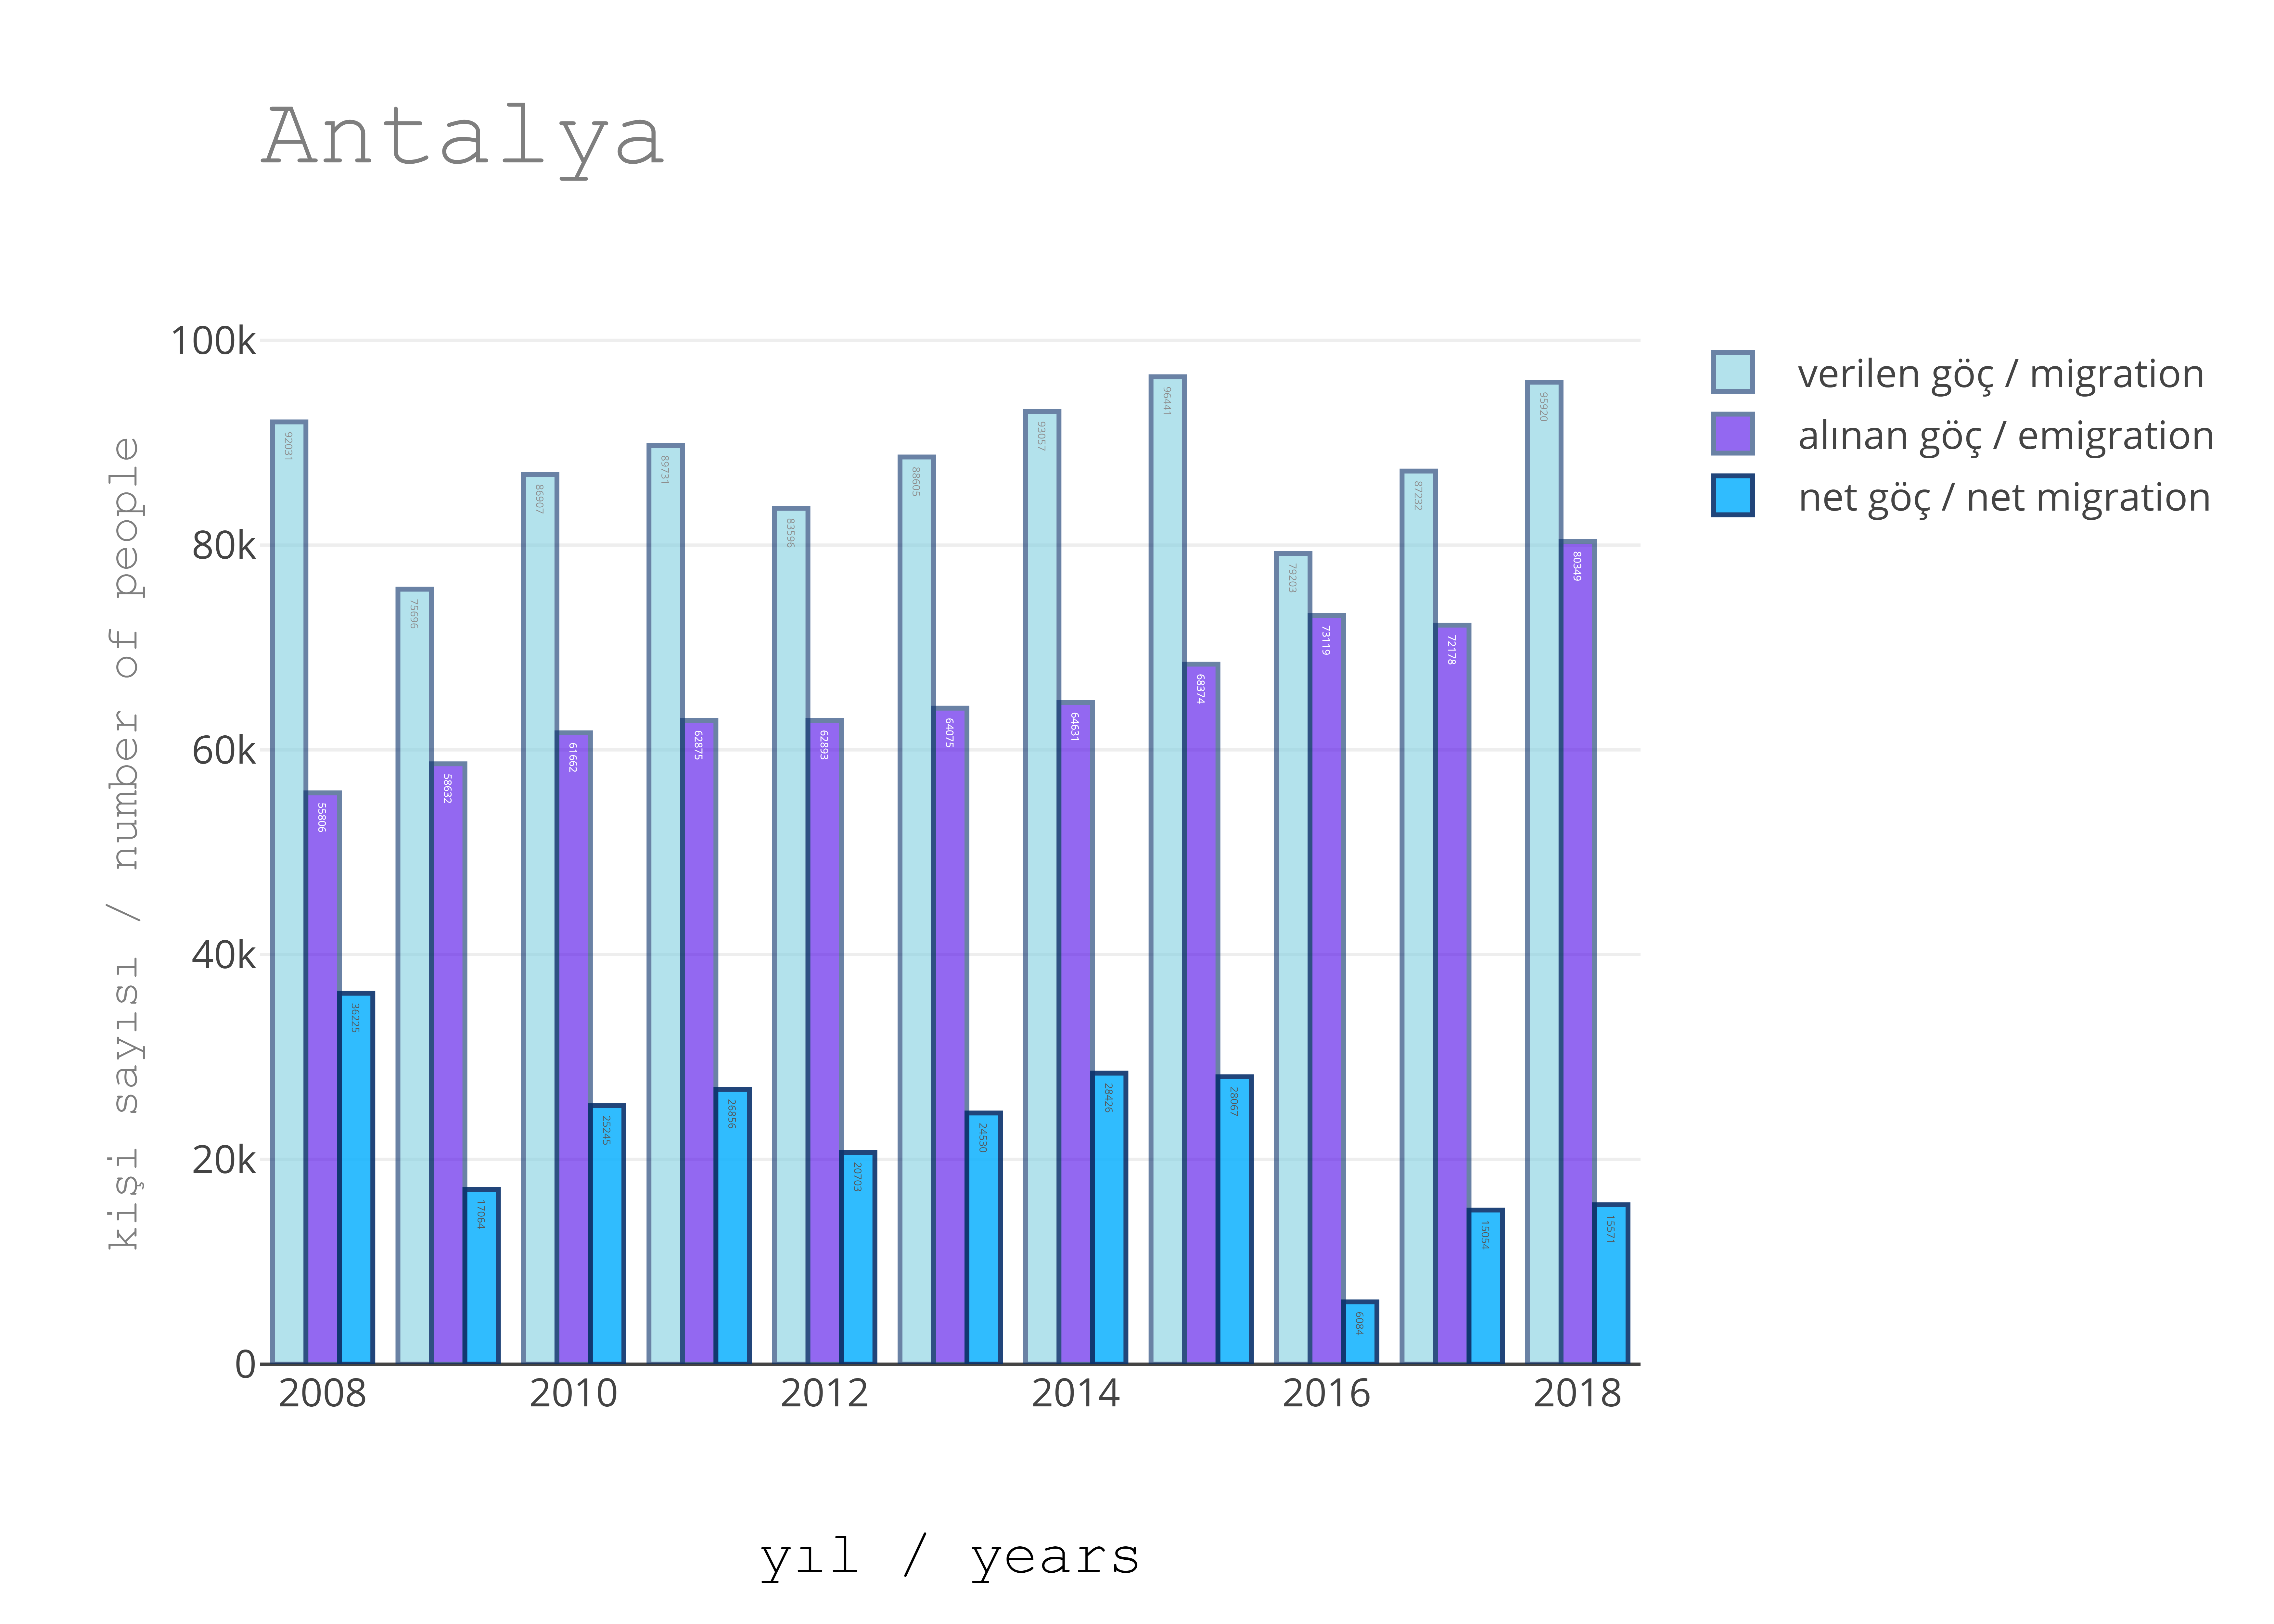 Antalya
100k
80k
60k
40k
20k
0
kişi sayısı / number of people
92031
55806
36225
75696
58632
17064
86907
61662
25245
89731
62875
26856
83596
62893
20703
88605
64075
24530
93057
64631
28426
96441
68374
28067
79203
73119
6084
87232
72178
15054
95920
80349
15571
2008 2010 2012 2014 2016 2018
yıl / years
verilen göç / migration
alınan göç / emigration
net göç / net migration